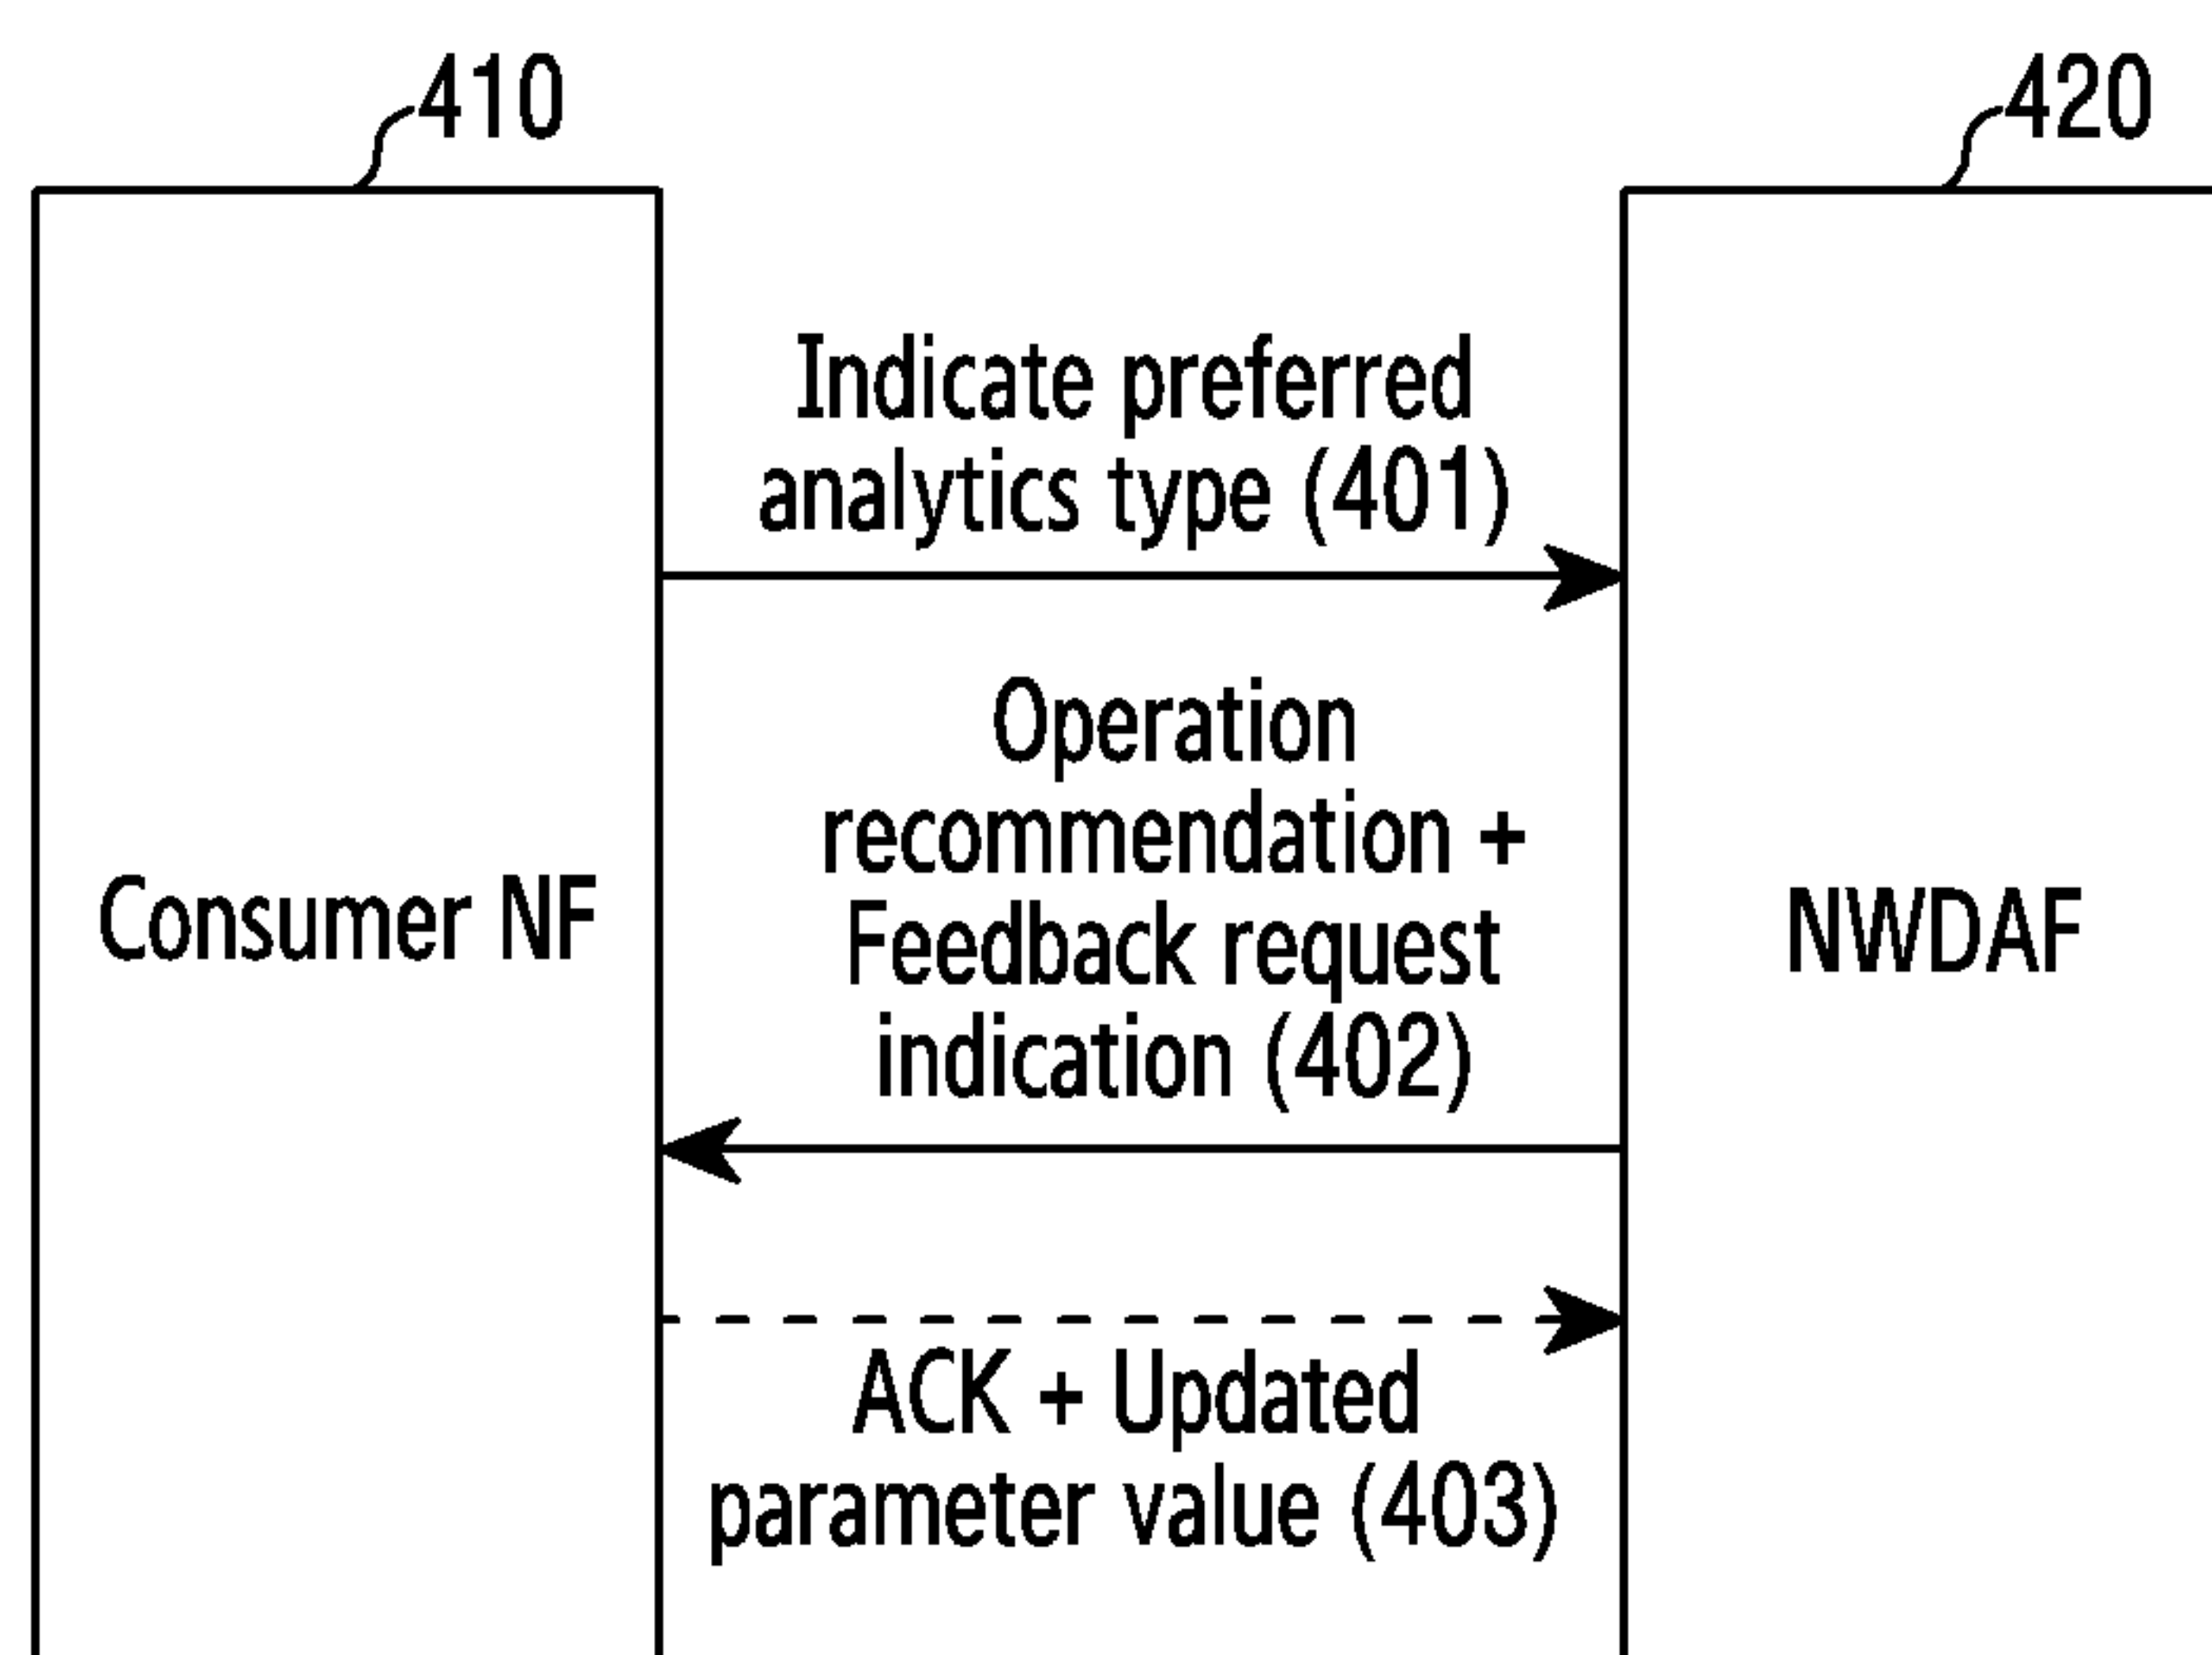 410
420
Indicate preferred
analytics type (401)
Operation
recommendation +
Feedback request
indication (402)
Consumer NF
NWDAF
ACK + Updated
parameter value (403)